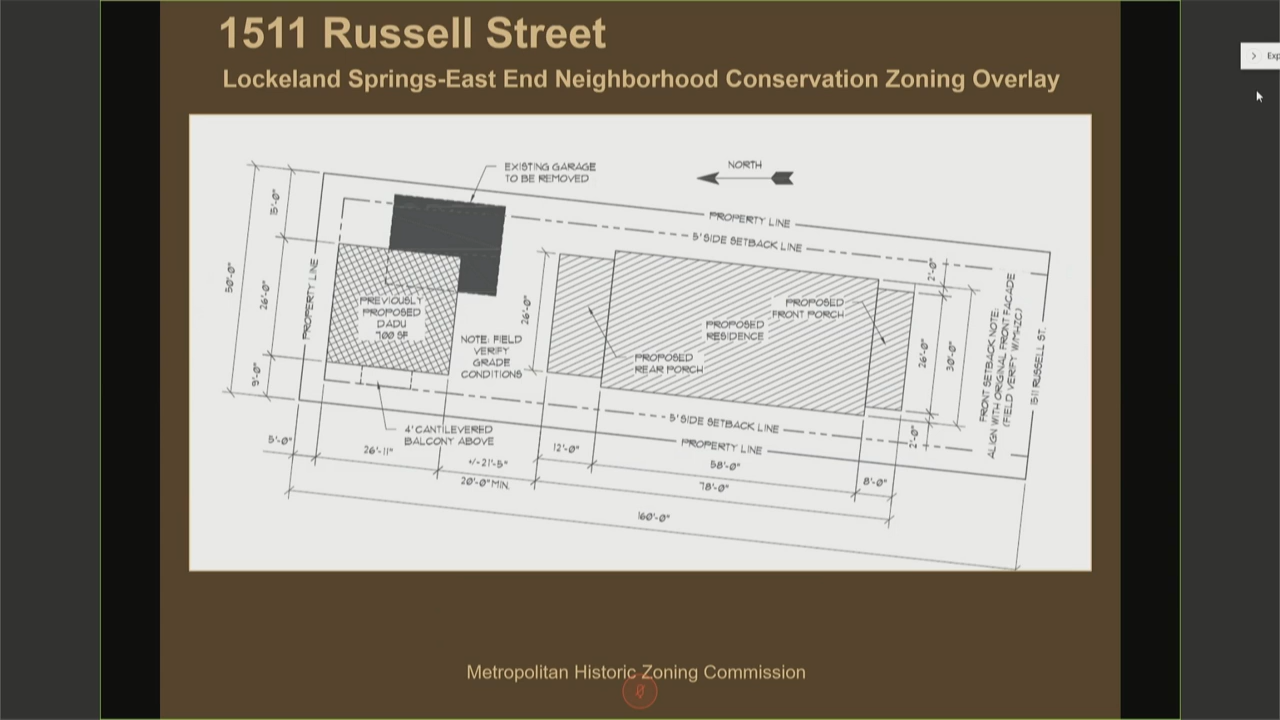 1511 Russell Street
Lockeland Springs-East End Neighborhood Conservation Zoning Overlay
Exp
EXISTING GARAGE
TO BE REMOVED
NORTH
PROPERTY LINE
5' SIDE SETBACK LINE
15'-0"
50'-0"
26'-0"
9'-0"
PROPERTY LINE
PREVIOUSLY
PROPOSED
DADU
700 SF
NOTE: FIELD
VERIFY
GRADE
CONDITIONS
26'-0"
PROPOSED
REAR PORCH
PROPOSED
RESIDENCE
PROPOSED
FRONT PORCH
2'-0"
26'-0"
30'-0"
2'-0"
FRONT SETBACK NOTE:
ALIGN WITH ORIGINAL FRONT FACADE
(FIELD VERIFY W/MHZC)
1511 RUSSELL ST.
4' CANTILEVERED
BALCONY ABOVE
5' SIDE SETBACK LINE
PROPERTY LINE
5'-0"
26'-11"
+/-21'-5"
20'-0" MIN.
12'-0"
58'-0"
78'-0"
8'-0"
160'-0"
Metropolitan Historic Zoning Commission